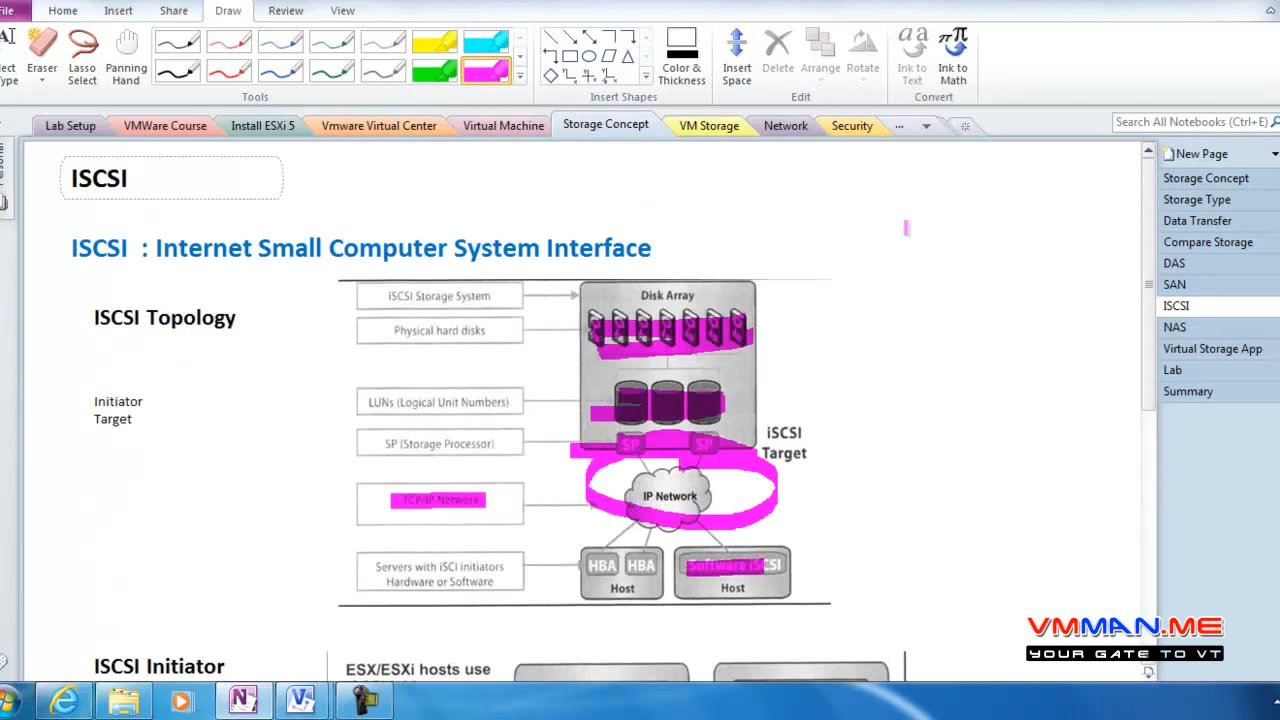 File Home Insert Share Draw Review View
Eraser
Lasso Select
Panning Hand
Color & Thickness
Insert Space
Delete
Arrange
Rotate
Ink to Text
Ink to Math
Tools
Insert Shapes
Edit
Convert
Lab Setup VMWare Course Install ESXi 5 Vmware Virtual Center Virtual Machine Storage Concept VM Storage Network Security ...
Search All Notebooks (Ctrl+E)
Personal
ISCSI
ISCSI : Internet Small Computer System Interface
ISCSI Topology
Initiator
Target
iSCSI Storage System
Physical hard disks
LUNs (Logical Unit Numbers)
SP (Storage Processor)
TCP/IP Network
Servers with iSCI initiators
Hardware or Software
Disk Array
SP SP
iSCSI
Target
IP Network
HBA HBA
Host
Software iSCSI
Host
ISCSI Initiator
ESX/ESXi hosts use
New Page
Storage Concept
Storage Type
Data Transfer
Compare Storage
DAS
SAN
ISCSI
NAS
Virtual Storage App
Lab
Summary
VMMAN.ME
YOUR GATE TO VT